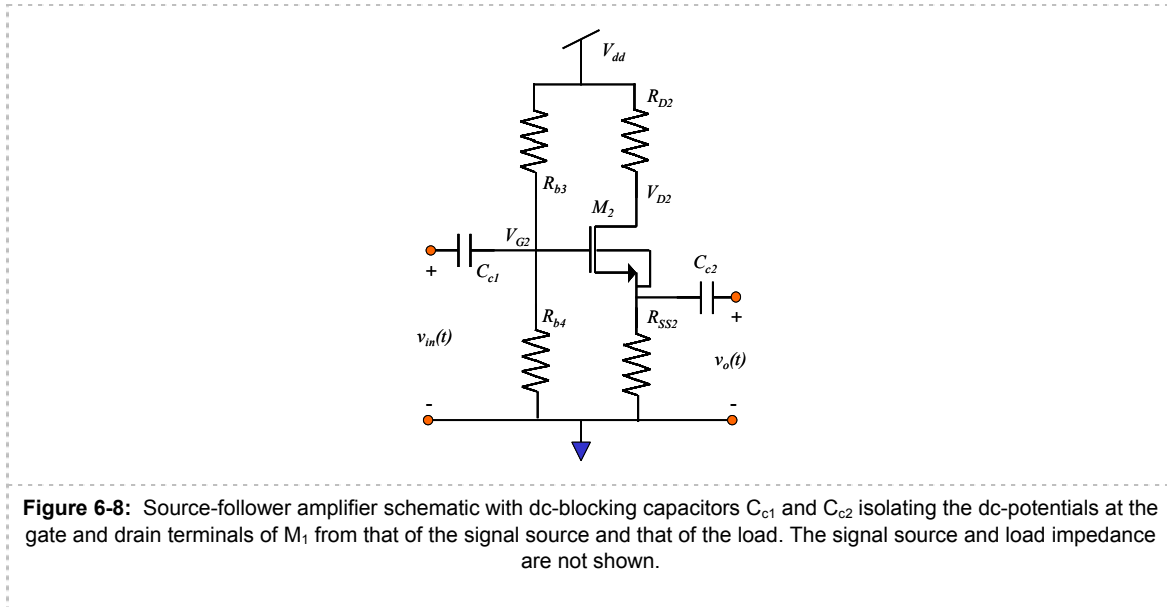 V_dd
R_D2
R_b3
V_D2
M_2
V_G2
C_c1
C_c2
+
+
R_b4
R_SS2
v_in(t)
v_o(t)
-
-
Figure 6-8: Source-follower amplifier schematic with dc-blocking capacitors C_c1 and C_c2 isolating the dc-potentials at the
gate and drain terminals of M_1 from that of the signal source and that of the load. The signal source and load impedance
are not shown.